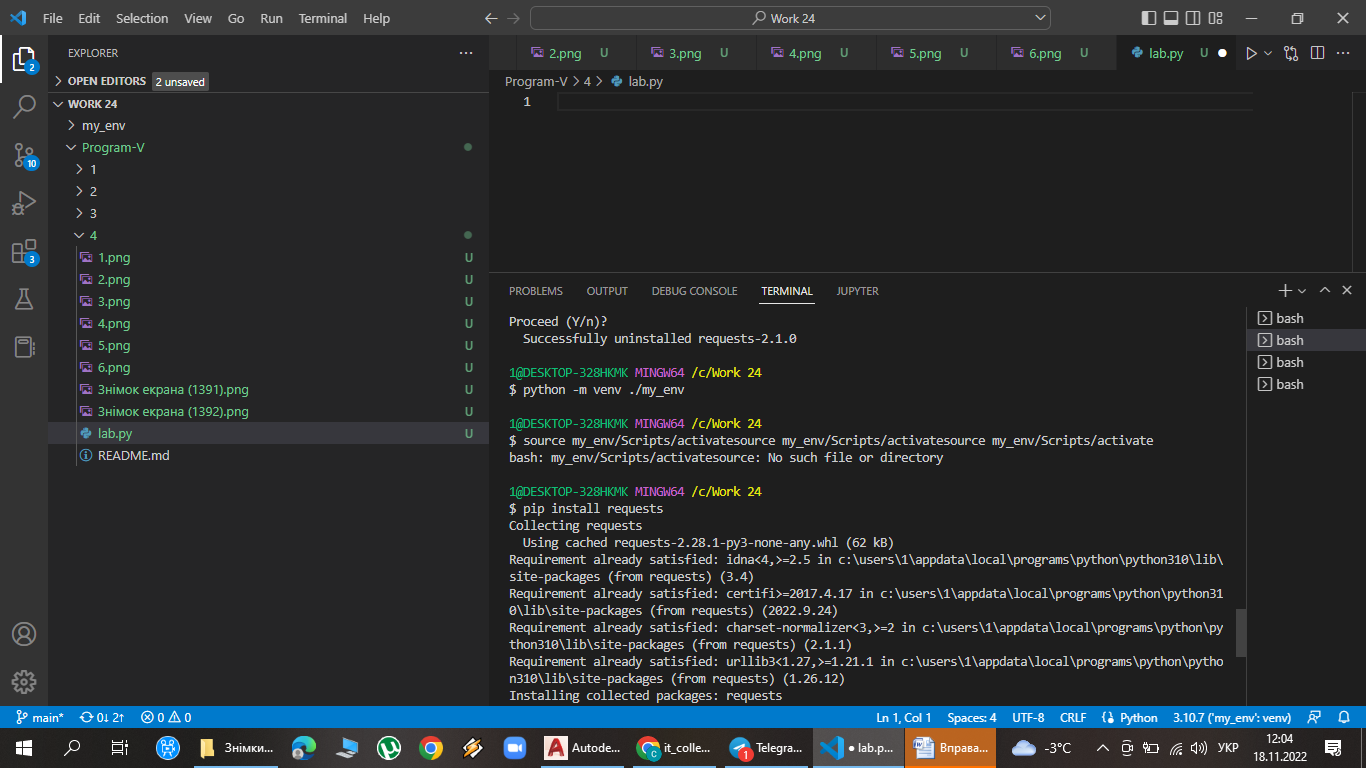 File Edit Selection View Go Run Terminal Help
Work 24
EXPLORER
OPEN EDITORS 2 unsaved
WORK 24
my_env
Program-V
1
2
3
4
1.png U
2.png U
3.png U
4.png U
5.png U
6.png U
Знімок екрана (1391).png U
Знімок екрана (1392).png U
lab.py U
README.md
2
10
3
2.png U 3.png U 4.png U 5.png U 6.png U lab.py U
Program-V > 4 > lab.py
1
PROBLEMS OUTPUT DEBUG CONSOLE TERMINAL JUPYTER
Proceed (Y/n)?
Successfully uninstalled requests-2.1.0
1@DESKTOP-328HKMK MINGW64 /c/Work 24
$ python -m venv ./my_env
1@DESKTOP-328HKMK MINGW64 /c/Work 24
$ source my_env/Scripts/activatesource my_env/Scripts/activatesource my_env/Scripts/activate
bash: my_env/Scripts/activatesource: No such file or directory
1@DESKTOP-328HKMK MINGW64 /c/Work 24
$ pip install requests
Collecting requests
Using cached requests-2.28.1-py3-none-any.whl (62 kB)
Requirement already satisfied: idna<4,>=2.5 in c:\users\1\appdata\local\programs\python\python310\lib\
site-packages (from requests) (3.4)
Requirement already satisfied: certifi>=2017.4.17 in c:\users\1\appdata\local\programs\python\python31
0\lib\site-packages (from requests) (2022.9.24)
Requirement already satisfied: charset-normalizer<3,>=2 in c:\users\1\appdata\local\programs\python\py
thon310\lib\site-packages (from requests) (2.1.1)
Requirement already satisfied: urllib3<1.27,>=1.21.1 in c:\users\1\appdata\local\programs\python\pytho
n310\lib\site-packages (from requests) (1.26.12)
Installing collected packages: requests
bash
bash
bash
bash
main* 0↓ 2↑ 0 0 Ln 1, Col 1 Spaces: 4 UTF-8 CRLF Python 3.10.7 ('my_env': venv)
Знімки... Autode... it_colle... Telegra... 1 ● lab.p... Вправа... -3°C УКР
12:04
18.11.2022